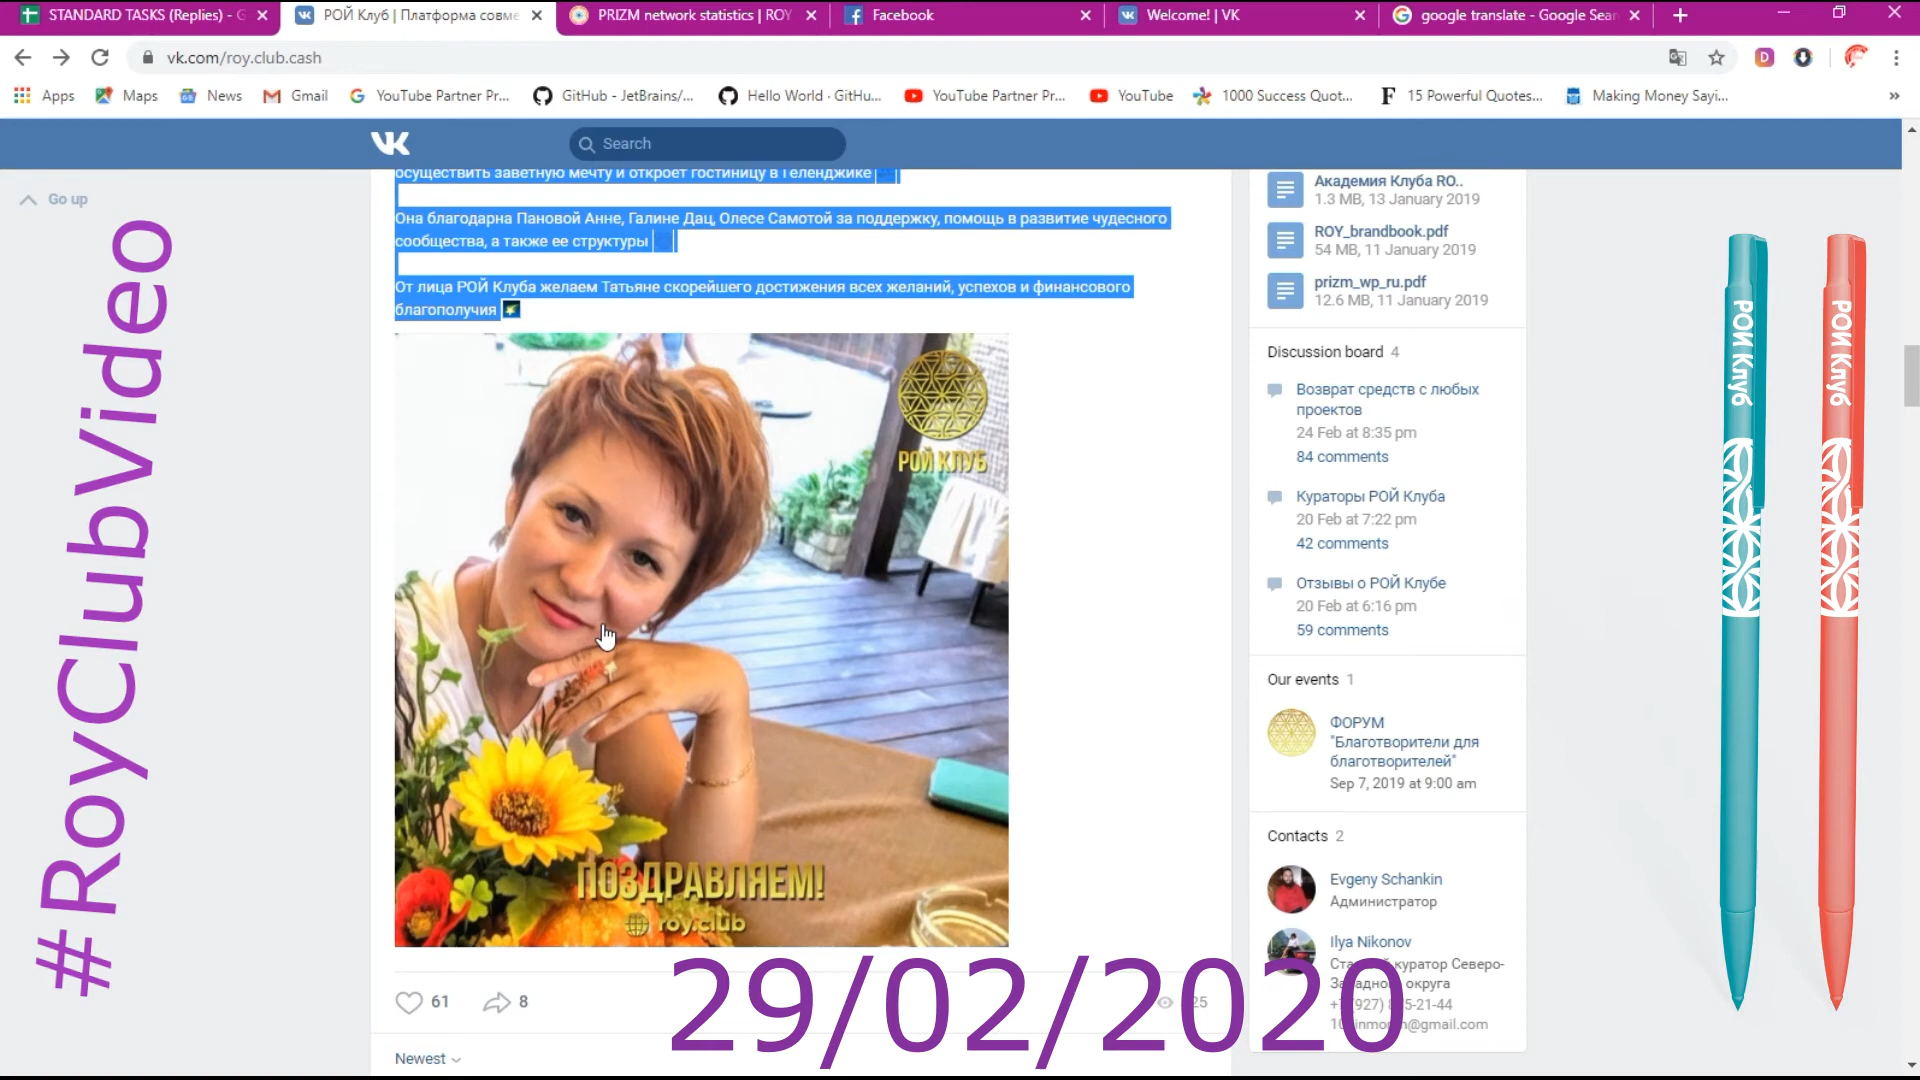 STANDARD TASKS (Replies) - G
РОЙ Клуб | Платформа совме
PRIZM network statistics | ROY
Facebook
Welcome! | VK
google translate - Google Sear
vk.com/roy.club.cash
Apps
Maps
News
Gmail
YouTube Partner Pr...
GitHub - JetBrains/...
Hello World · GitHu...
YouTube Partner Pr...
YouTube
1000 Success Quot...
15 Powerful Quotes...
Making Money Sayi...
Search
Go up
#RoyClubVideo
осуществить заветную мечту и откроет гостиницу в Геленджике
Она благодарна Пановой Анне, Галине Дац, Олесе Самотой за поддержку, помощь в развитие чудесного
сообщества, а также ее структуры
От лица РОЙ Клуба желаем Татьяне скорейшего достижения всех желаний, успехов и финансового
благополучия
РОЙ КЛУБ
ПОЗДРАВЛЯЕМ!
roy.club
61
8
Newest
29/02/2020
Академия Клуба RO..
1.3 MB, 13 January 2019
ROY_brandbook.pdf
54 MB, 11 January 2019
prizm_wp_ru.pdf
12.6 MB, 11 January 2019
Discussion board 4
Возврат средств с любых
проектов
24 Feb at 8:35 pm
84 comments
Кураторы РОЙ Клуба
20 Feb at 7:22 pm
42 comments
Отзывы о РОЙ Клубе
20 Feb at 6:16 pm
59 comments
Our events 1
ФОРУМ
"Благотворители для
благотворителей"
Sep 7, 2019 at 9:00 am
Contacts 2
Evgeny Schankin
Администратор
Ilya Nikonov
куратор Северо-
округа
РОЙ Клуб
РОЙ Клуб